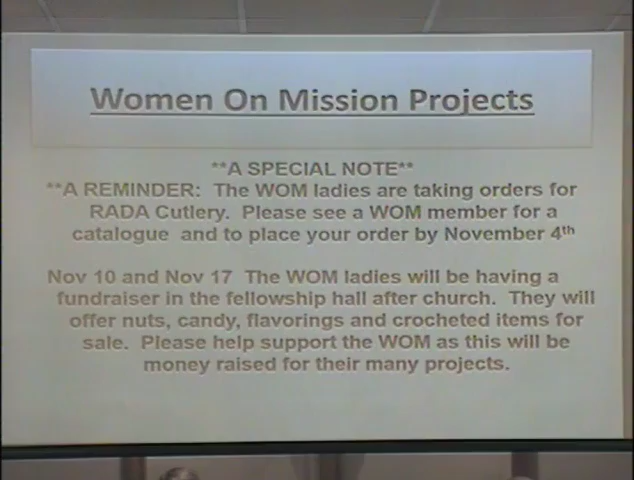 Women On Mission Projects
**A SPECIAL NOTE**
**A REMINDER: The WOM ladies are taking orders for
RADA Cutlery. Please see a WOM member for a
catalogue and to place your order by November 4th
Nov 10 and Nov 17 The WOM ladies will be having a
fundraiser in the fellowship hall after church. They will
offer nuts, candy, flavorings and crocheted items for
sale. Please help support the WOM as this will be
money raised for their many projects.